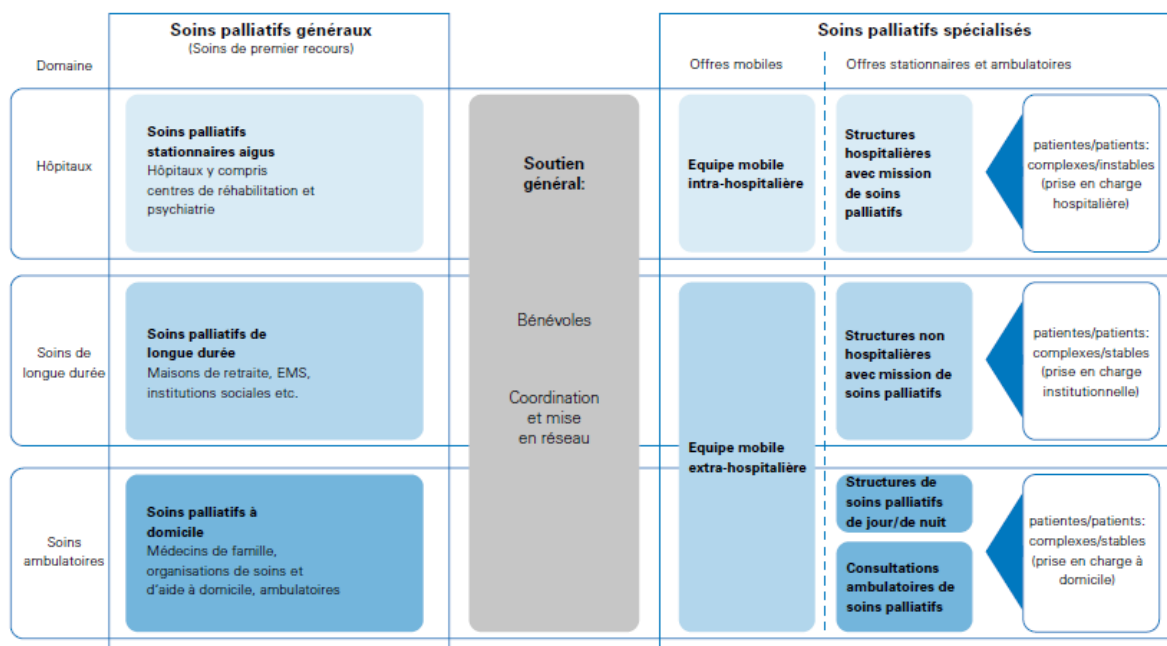 Soins palliatifs généraux
(Soins de premier recours)
Soins palliatifs spécialisés
Domaine
Offres mobiles
Offres stationnaires et ambulatoires
Hôpitaux
Soins palliatifs
stationnaires aigus
Hôpitaux y compris
centres de réhabilitation et
psychiatrie
Soutien
général:
Bénévoles
Coordination
et mise
en réseau
Equipe mobile
intra-hospitalière
Structures
hospitalières
avec mission
de soins
palliatifs
patientes/patients:
complexes/instables
(prise en charge
hospitalière)
Soins de
longue durée
Soins palliatifs de
longue durée
Maisons de retraite, EMS,
institutions sociales etc.
Equipe mobile
extra-hospitalière
Structures non
hospitalières
avec mission de
soins palliatifs
patientes/patients:
complexes/stables
(prise en charge
institutionnelle)
Soins
ambulatoires
Soins palliatifs à
domicile
Médecins de famille,
organisations de soins et
d'aide à domicile, ambulatoires
Structures de
soins palliatifs
de jour/de nuit
Consultations
ambulatoires de
soins palliatifs
patientes/patients:
complexes/stables
(prise en charge à
domicile)